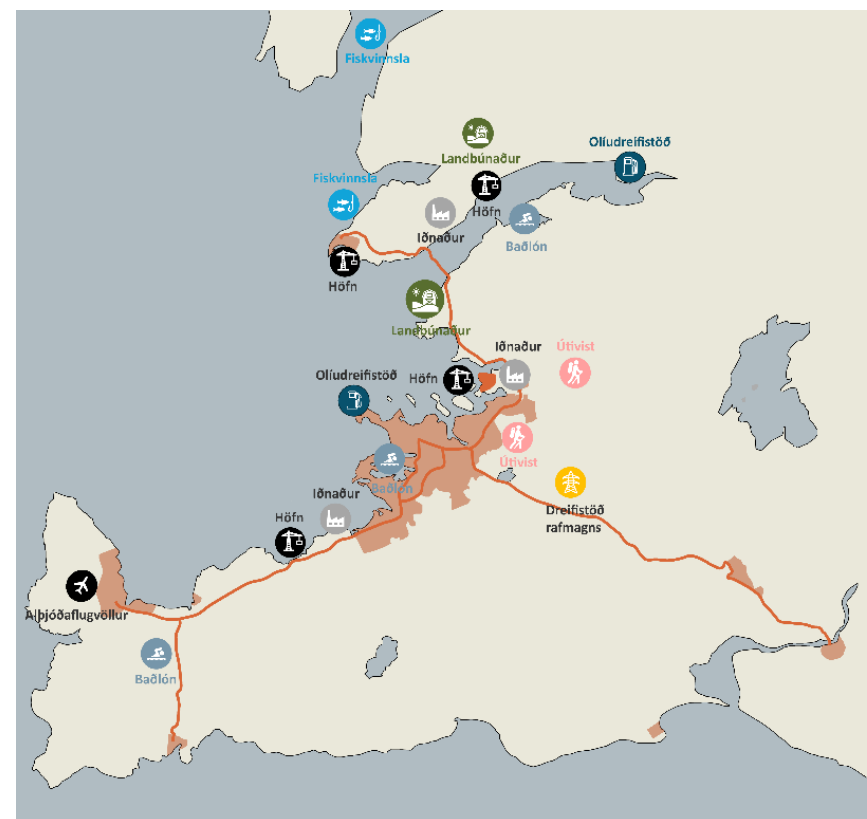 Fiskvinnsla
Olíudreifistöð
Landbúnaður
Fiskvinnsla
Höfn
Iðnaður
Baðlón
Höfn
Landbúnaður
Iðnaður
Útivist
Höfn
Olíudreifistöð
Útivist
Baðlón
Iðnaður
Dreifistöð
rafmagns
Höfn
Alþjóðaflugvöllur
Baðlón